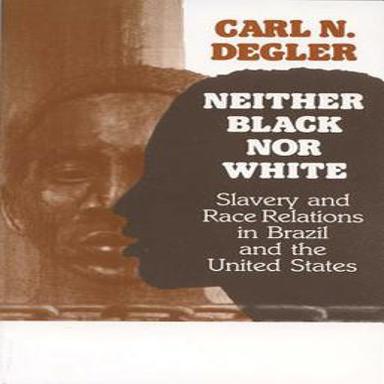 CARL N.
DEGLER
NEITHER
BLACK
NOR
WHITE
Slavery and
Race Relations
in Brazil
and the
United States